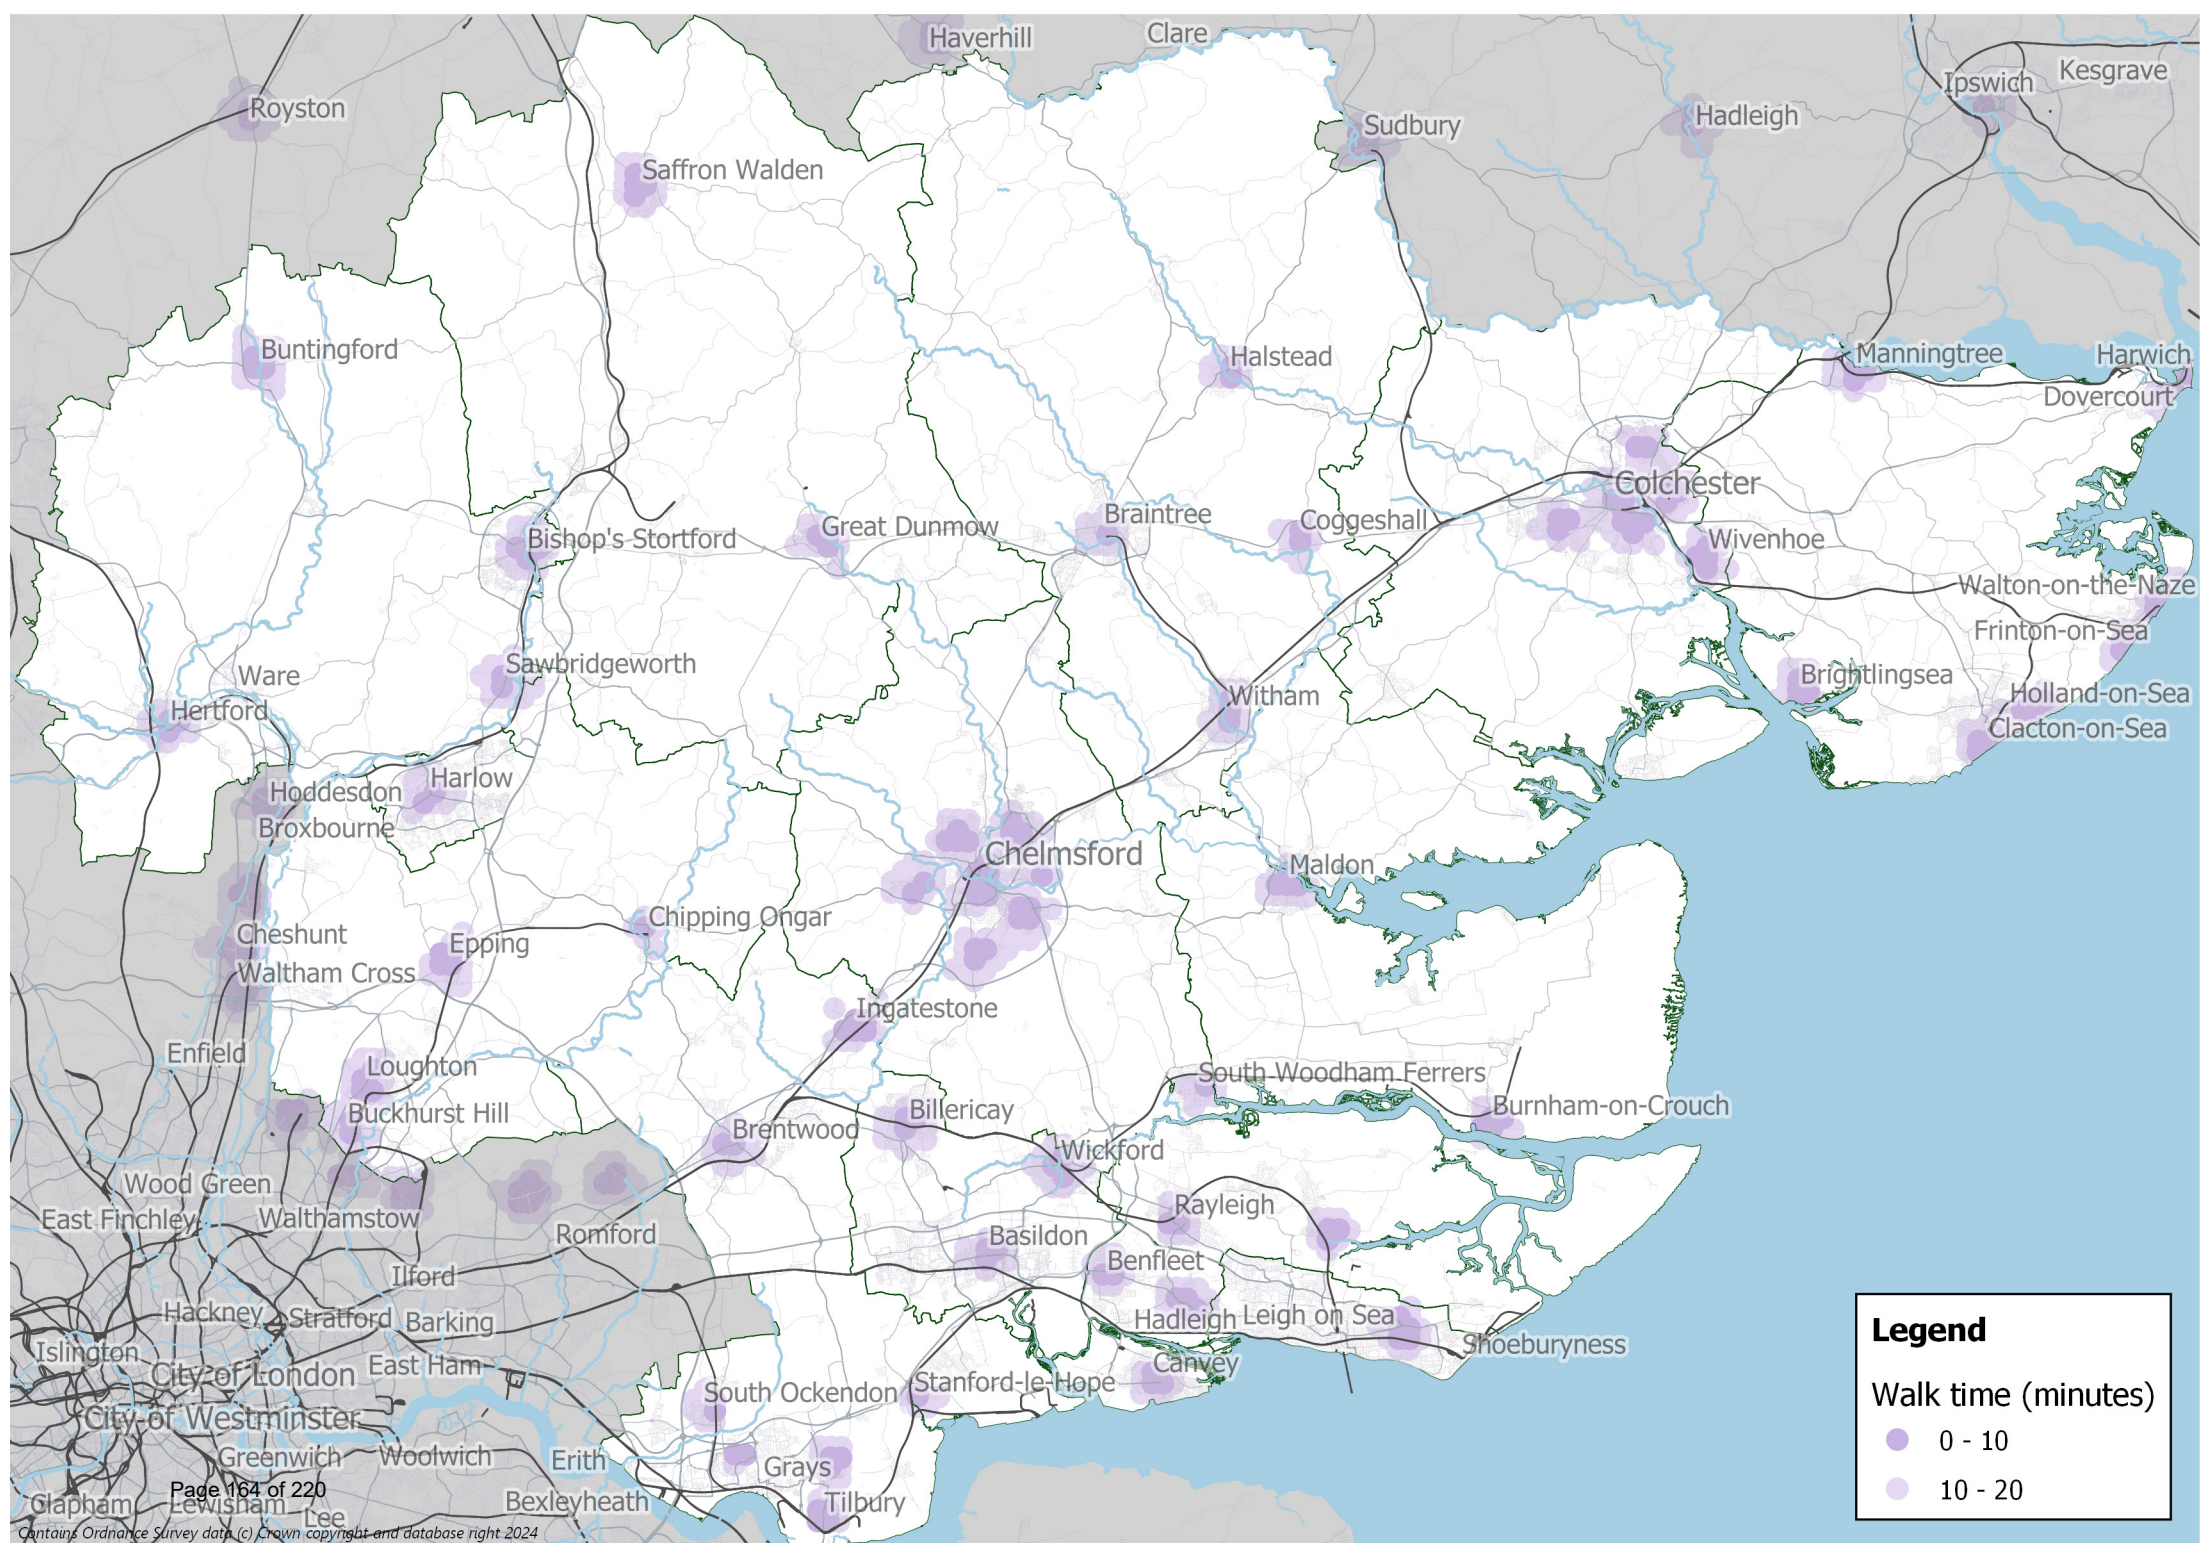 Haverhill
Clare
Ipswich
Kesgrave
Royston
Hadleigh
Sudbury
Saffron Walden
Buntingford
Halstead
Manningtree
Harwich
Dovercourt
Colchester
Braintree
Coggeshall
Great Dunmow
Bishop's Stortford
Wivenhoe
Walton-on-the-Naze
Frinton-on-Sea
Sawbridgeworth
Ware
Brightlingsea
Holland-on-Sea
Witham
Hertford
Clacton-on-Sea
Harlow
Hoddesdon
Broxbourne
Chelmsford
Maldon
Chipping Ongar
Cheshunt
Epping
Waltham Cross
Ingatestone
Enfield
Loughton
South Woodham Ferrers
Buckhurst Hill
Billericay
Burnham-on-Crouch
Brentwood
Wickford
Wood Green
Rayleigh
East Finchley
Walthamstow
Romford
Basildon
Benfleet
Ilford
Hackney
Stratford
Barking
Hadleigh
Leigh on Sea
Shoeburyness
Islington
City of London
East Ham
Canvey
South Ockendon
Stanford-le-Hope
City of Westminster
Greenwich
Woolwich
Erith
Grays
Tilbury
Bexleyheath
Page 164 of 220
Clapham
Lewisham
Lee
Contains Ordnance Survey data (c) Crown copyright and database right 2024
Legend
Walk time (minutes)
0 - 10
10 - 20